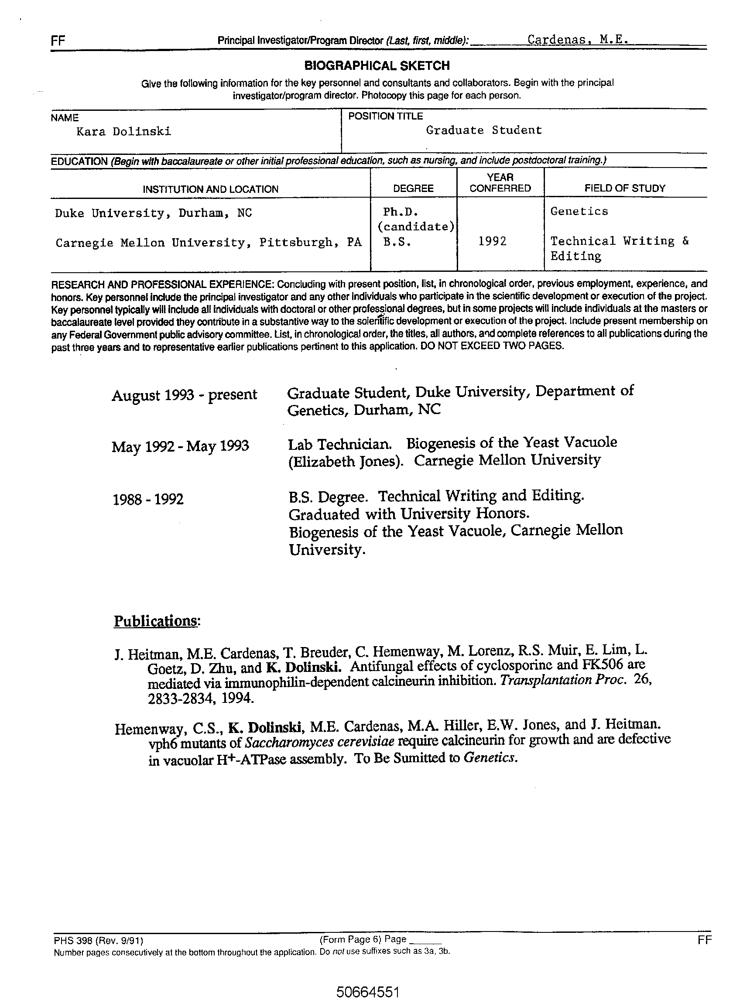 FF Principal Investigator/Program Director (Last, first, middle): Cardenas, M.E.
BIOGRAPHICAL SKETCH
Give the following information for the key personnel and consultants and collaborators. Begin with the principal
investigator/program director. Photocopy this page for each person.
NAME POSITION TITLE
Kara Dolinski Graduate Student
EDUCATION (Begin with baccalaureate or other initial professional education, such as nursing, and include postdoctoral training.)
INSTITUTION AND LOCATION DEGREE YEAR CONFERRED FIELD OF STUDY
Duke University, Durham, NC Ph.D. Genetics
(candidate)
Carnegie Mellon University, Pittsburgh, PA B.S. 1992 Technical Writing &
Editing
RESEARCH AND PROFESSIONAL EXPERIENCE: Concluding with present position, list, in chronological order, previous employment, experience, and
honors. Key personnel include the principal investigator and any other individuals who participate in the scientific development or execution of the project.
Key personnel typically will include all individuals with doctoral or other professional degrees, but in some projects will include individuals at the masters or
baccalaureate level provided they contribute in a substantive way to the scientific development or execution of the project. Include present membership on
any Federal Government public advisory committee. List, in chronological order, the titles, all authors, and complete references to all publications during the
past three years and to representative earlier publications pertinent to this application. DO NOT EXCEED TWO PAGES.
August 1993 - present Graduate Student, Duke University, Department of
Genetics, Durham, NC
May 1992 - May 1993 Lab Technician. Biogenesis of the Yeast Vacuole
(Elizabeth Jones). Carnegie Mellon University
1988 - 1992 B.S. Degree. Technical Writing and Editing.
Graduated with University Honors.
Biogenesis of the Yeast Vacuole, Carnegie Mellon
University.
Publications:
J. Heitman, M.E. Cardenas, T. Breuder, C. Hemenway, M. Lorenz, R.S. Muir, E. Lim, L.
Goetz, D. Zhu, and K. Dolinski. Antifungal effects of cyclosporine and FK506 are
mediated via immunophilin-dependent calcineurin inhibition. Transplantation Proc. 26,
2833-2834, 1994.
Hemenway, C.S., K. Dolinski, M.E. Cardenas, M.A. Hiller, E.W. Jones, and J. Heitman.
vph6 mutants of Saccharomyces cerevisiae require calcineurin for growth and are defective
in vacuolar H+-ATPase assembly. To Be Sumitted to Genetics.
PHS 398 (Rev. 9/91) (Form Page 6) Page ______ FF
Number pages consecutively at the bottom throughout the application. Do not use suffixes such as 3a, 3b.
50664551